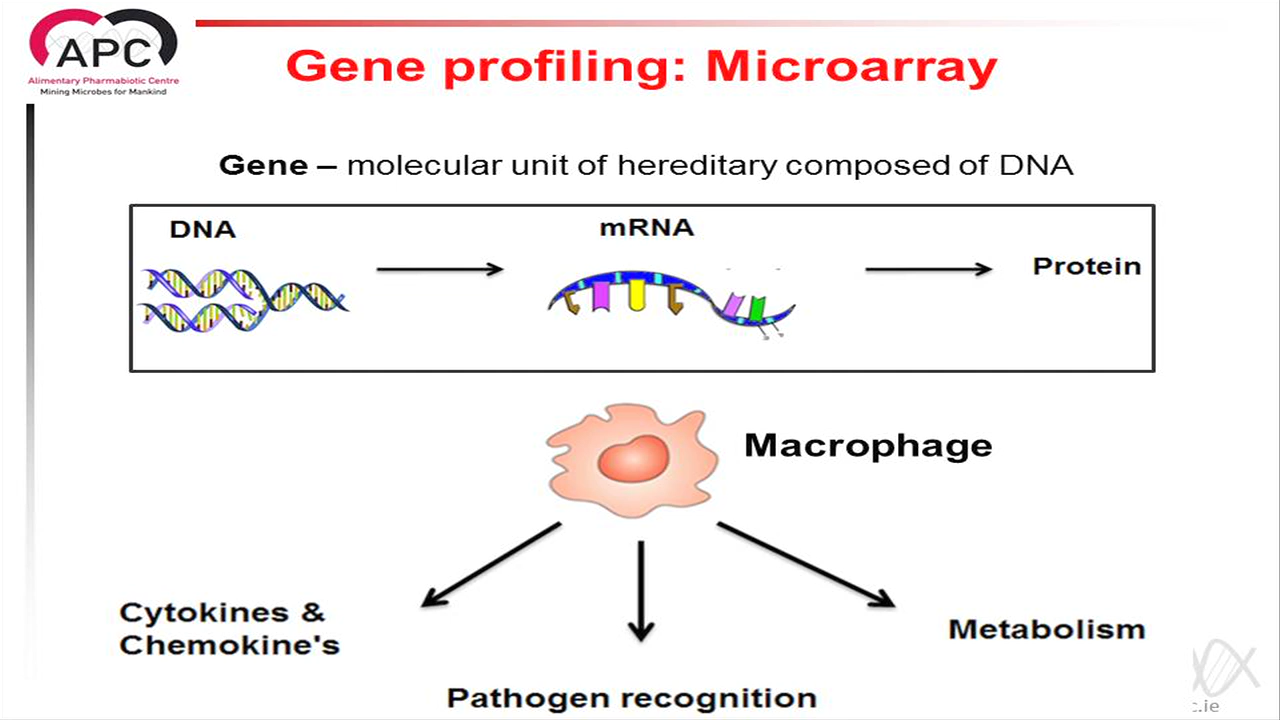 APC
Alimentary Pharmabiotic Centre
Mining Microbes for Mankind
Gene profiling: Microarray
Gene – molecular unit of hereditary composed of DNA
DNA
mRNA
Protein
Macrophage
Cytokines &
Chemokine's
Metabolism
Pathogen recognition
c.ie